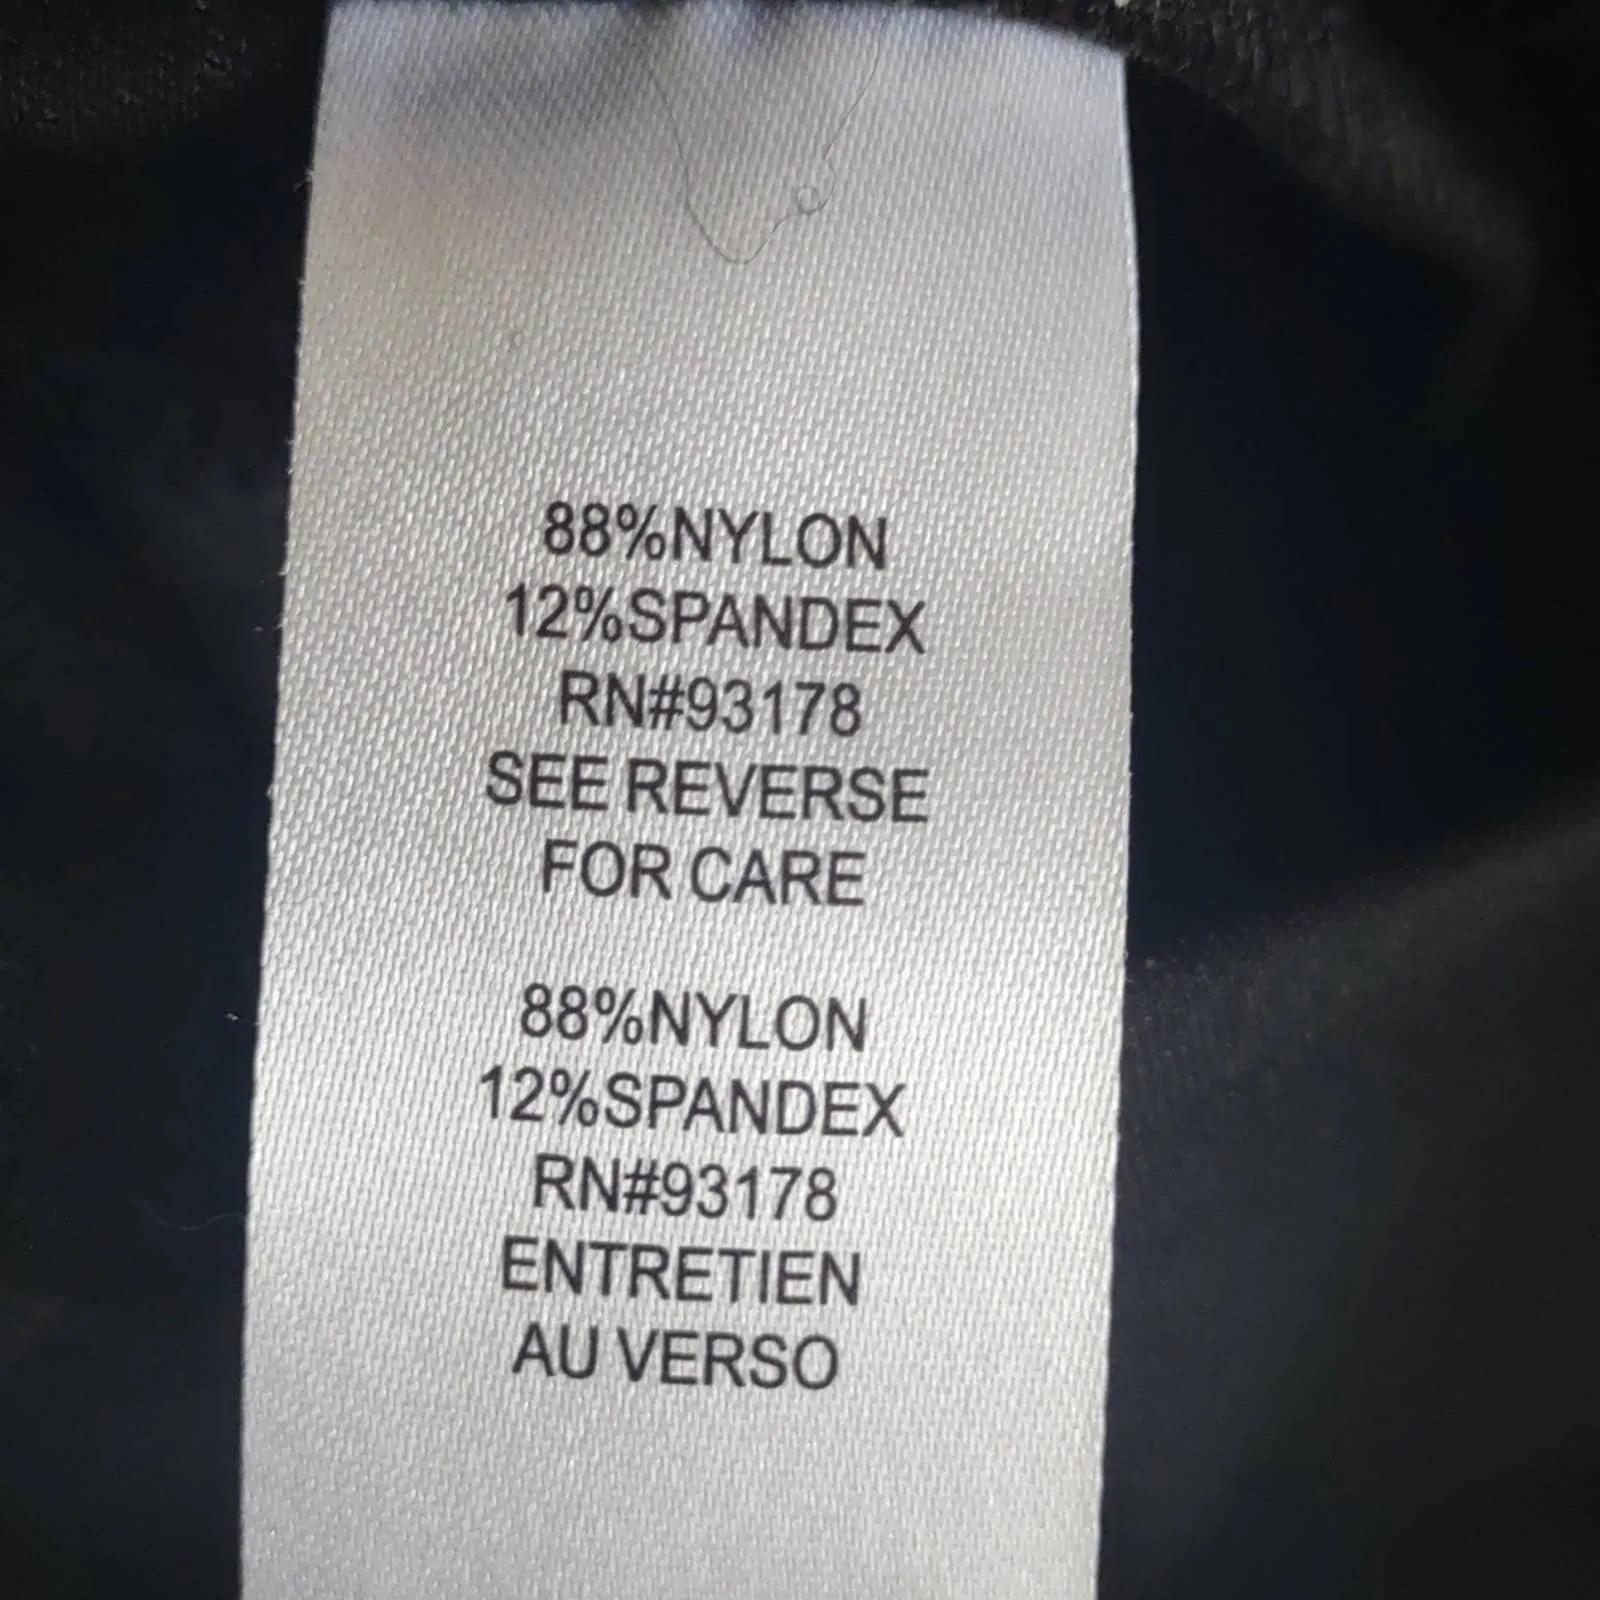 88%NYLON
12%SPANDEX
RN#93178
SEE REVERSE
FOR CARE
88%NYLON
12%SPANDEX
RN#93178
ENTRETIEN
AU VERSO